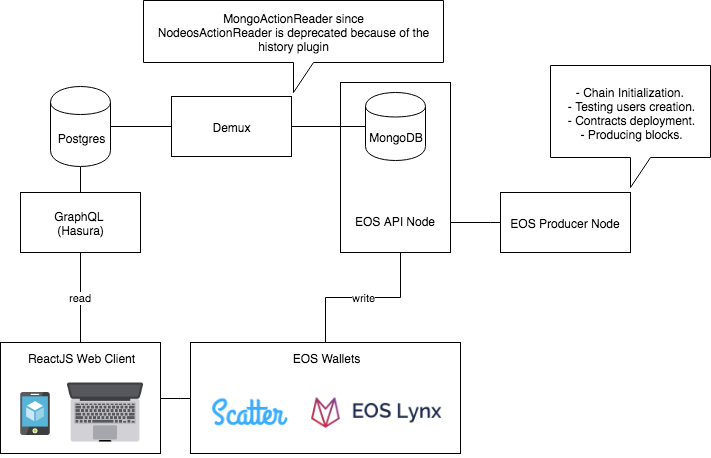 MongoActionReader since
NodeosActionReader is deprecated because of the
history plugin
- Chain Initialization.
- Testing users creation.
- Contracts deployment.
- Producing blocks.
Postgres
Demux
MongoDB
GraphQL
(Hasura)
EOS API Node
EOS Producer Node
read
write
ReactJS Web Client
EOS Wallets
Scatter
EOS Lynx